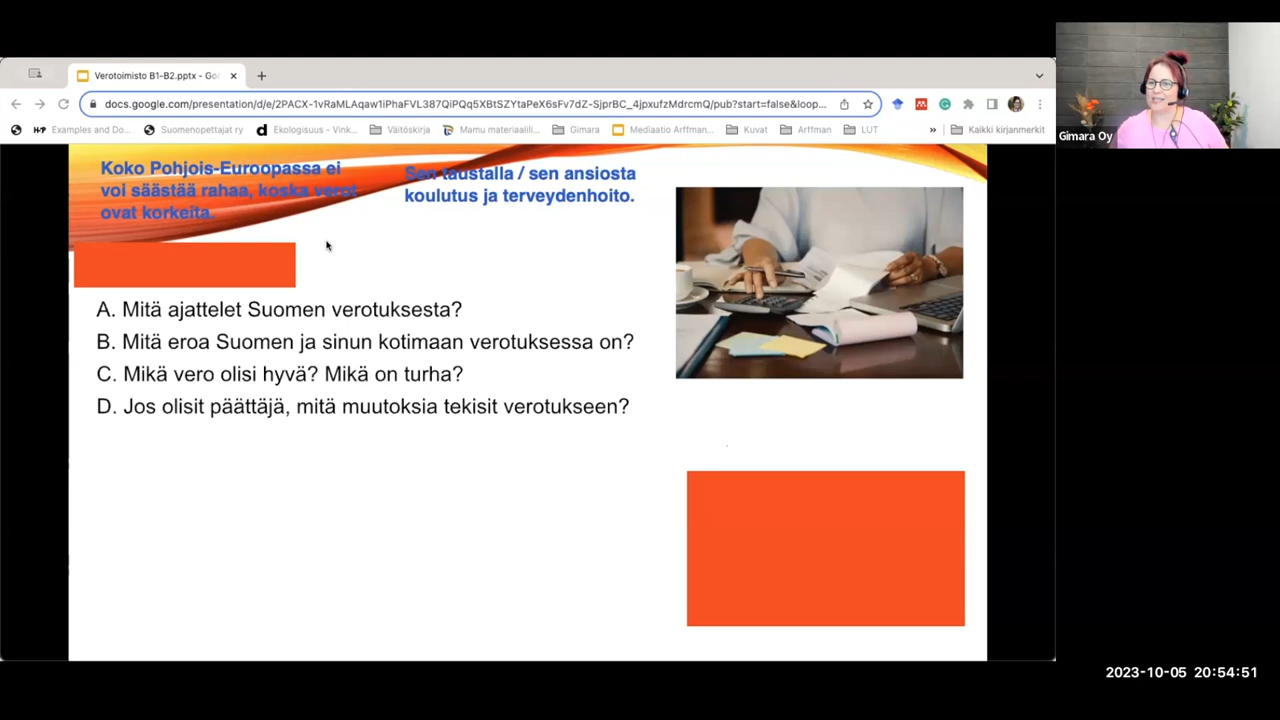 Verotoimisto B1-B2.pptx - Go
docs.google.com/presentation/d/e/2PACX-1vRaMLAqaw1iPhaFVL387QiPQq5XBtSZYtaPeX6sFv7dZ-SjprBC_4jpxufzMdrcmQ/pub?start=false&loop...
Examples and Do...
Suomenopettajat ry
Ekologisuus - Vink...
Väitöskirja
Mamu materiaalil...
Gimara
Mediaatio Arffman...
Kuvat
Arffman
LUT
»
Kaikki kirjanmerkit
Gimara Oy
Koko Pohjois-Euroopassa ei
voi säästää rahaa, koska verot
ovat korkeita.
Sen taustalla / sen ansiosta
koulutus ja terveydenhoito.
A. Mitä ajattelet Suomen verotuksesta?
B. Mitä eroa Suomen ja sinun kotimaan verotuksessa on?
C. Mikä vero olisi hyvä? Mikä on turha?
D. Jos olisit päättäjä, mitä muutoksia tekisit verotukseen?
2023-10-05 20:54:51